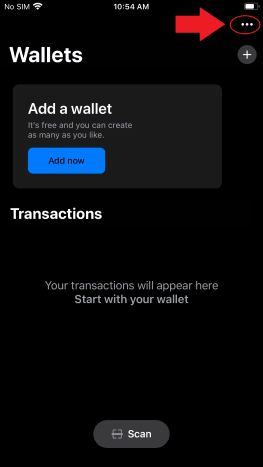 No SIM 10:54 AM
Wallets
Add a wallet
It's free and you can create
as many as you like.
Add now
Transactions
Your transactions will appear here
Start with your wallet
Scan